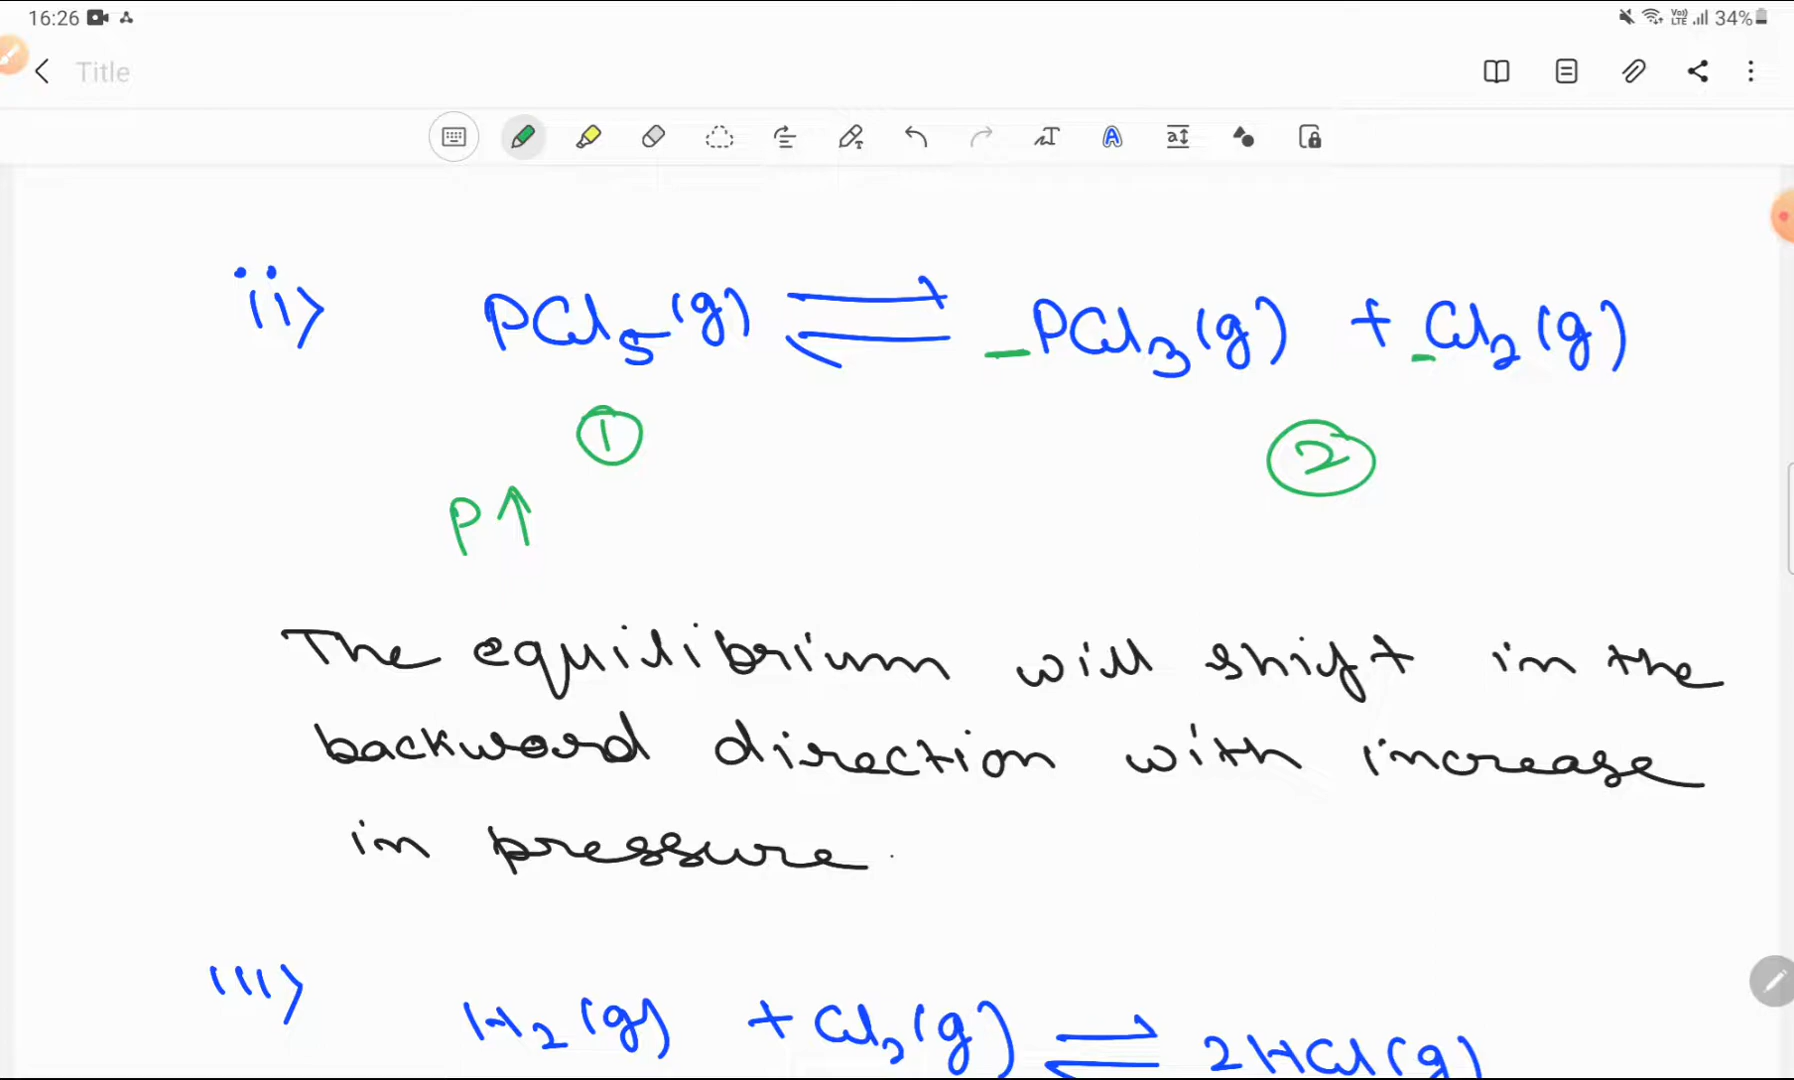 16:26
VoLTE 34%
Title
ii) PCl5(g) ⇌ PCl3(g) + Cl2(g)
1 2
P↑
The equilibrium will shift in the
backward direction with increase
in pressure.
iii) H2(g) + Cl2(g) ⇌ 2HCl(g)